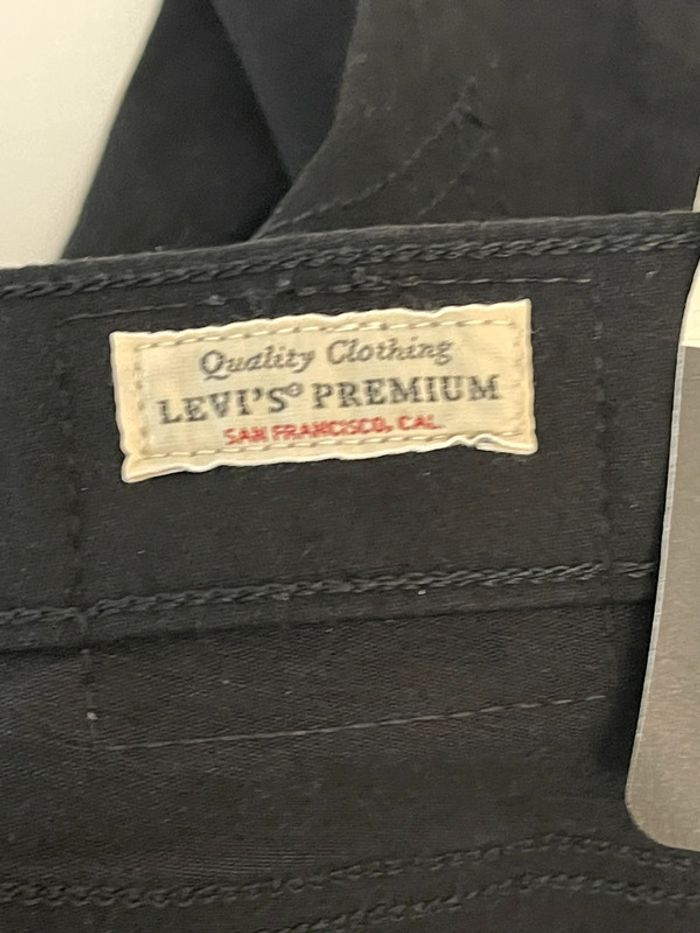 Quality Clothing
LEVI'S® PREMIUM
SAN FRANCISCO, CAL.